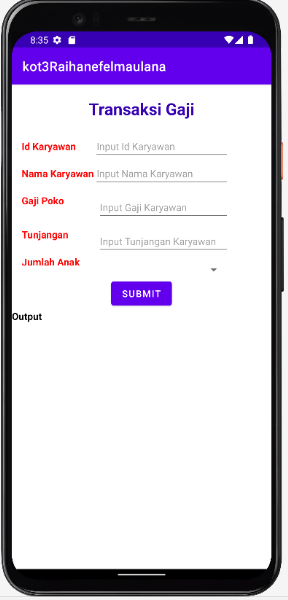 8:35
kot3Raihanefelmaulana
Transaksi Gaji
Id Karyawan Input Id Karyawan
Nama Karyawan Input Nama Karyawan
Gaji Poko Input Gaji Karyawan
Tunjangan Input Tunjangan Karyawan
Jumlah Anak
SUBMIT
Output